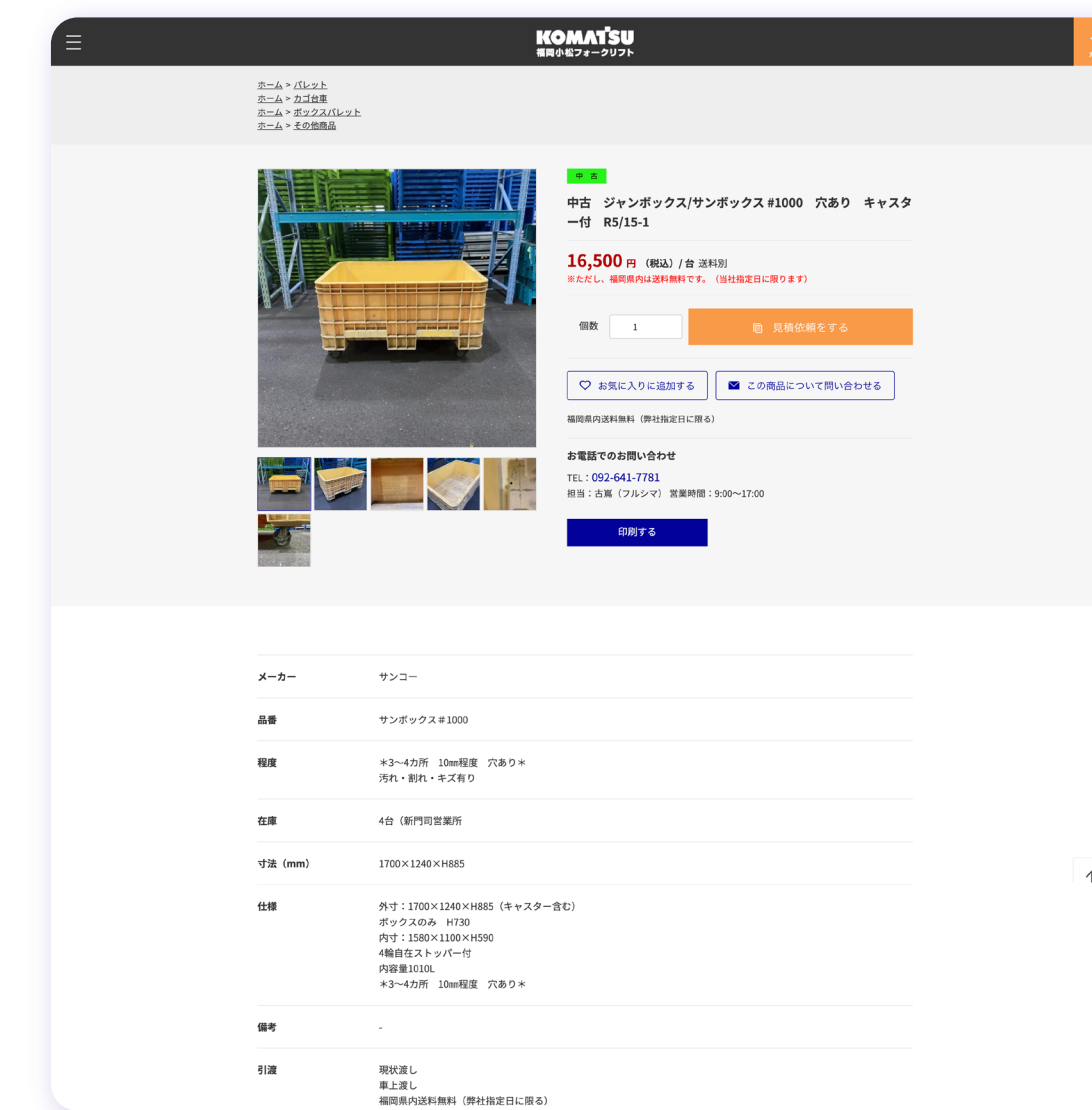 KOMATSU
福岡小松フォークリフト
ホーム > パレット
ホーム > カゴ台車
ホーム > ボックスパレット
ホーム > その他商品
中 古
中古　ジャンボックス/サンボックス#1000　穴あり　キャスタ
ー付　R5/15-1
16,500 円 （税込）/ 台 送料別
※ただし、福岡県内は送料無料です。（当社指定日に限ります）
個数 1 見積依頼をする
お気に入りに追加する この商品について問い合わせる
福岡県内送料無料（弊社指定日に限る）
お電話でのお問い合わせ
TEL：092-641-7781
担当：古嶌（フルシマ） 営業時間：9:00〜17:00
印刷する
メーカー サンコー
品番 サンボックス＃1000
程度 ＊3〜4カ所　10㎜程度　穴あり＊
汚れ・割れ・キズ有り
在庫 4台（新門司営業所
寸法（mm） 1700×1240×H885
仕様 外寸：1700×1240×H885（キャスター含む）
ボックスのみ　H730
内寸：1580×1100×H590
4輪自在ストッパー付
内容量1010L
＊3〜4カ所　10㎜程度　穴あり＊
備考 -
引渡 現状渡し
車上渡し
福岡県内送料無料（弊社指定日に限る）